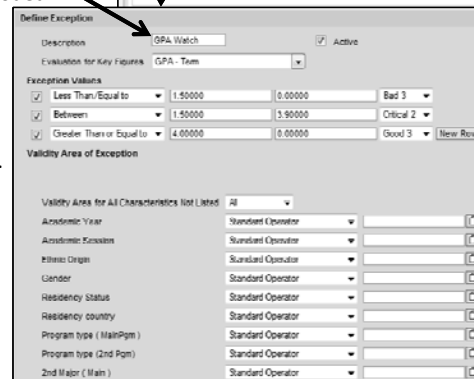 Define Exception
Description GPA Watch Active
Evaluation for Key Figures GPA - Term
Exception Values
Less Than/Equal to 1.50000 0.00000 Bad 3
Between 1.50000 3.90000 Critical 2
Greater Than or Equal to 4.00000 0.00000 Good 3 New Row
Validity Area of Exception
Validity Area for All Characteristics Not Listed All
Academic Year Standard Operator
Academic Session Standard Operator
Ethnic Origin Standard Operator
Gender Standard Operator
Residency Status Standard Operator
Residency country Standard Operator
Program type ( MainPgm ) Standard Operator
Program type (2nd Pgm) Standard Operator
2nd Major ( Main ) Standard Operator